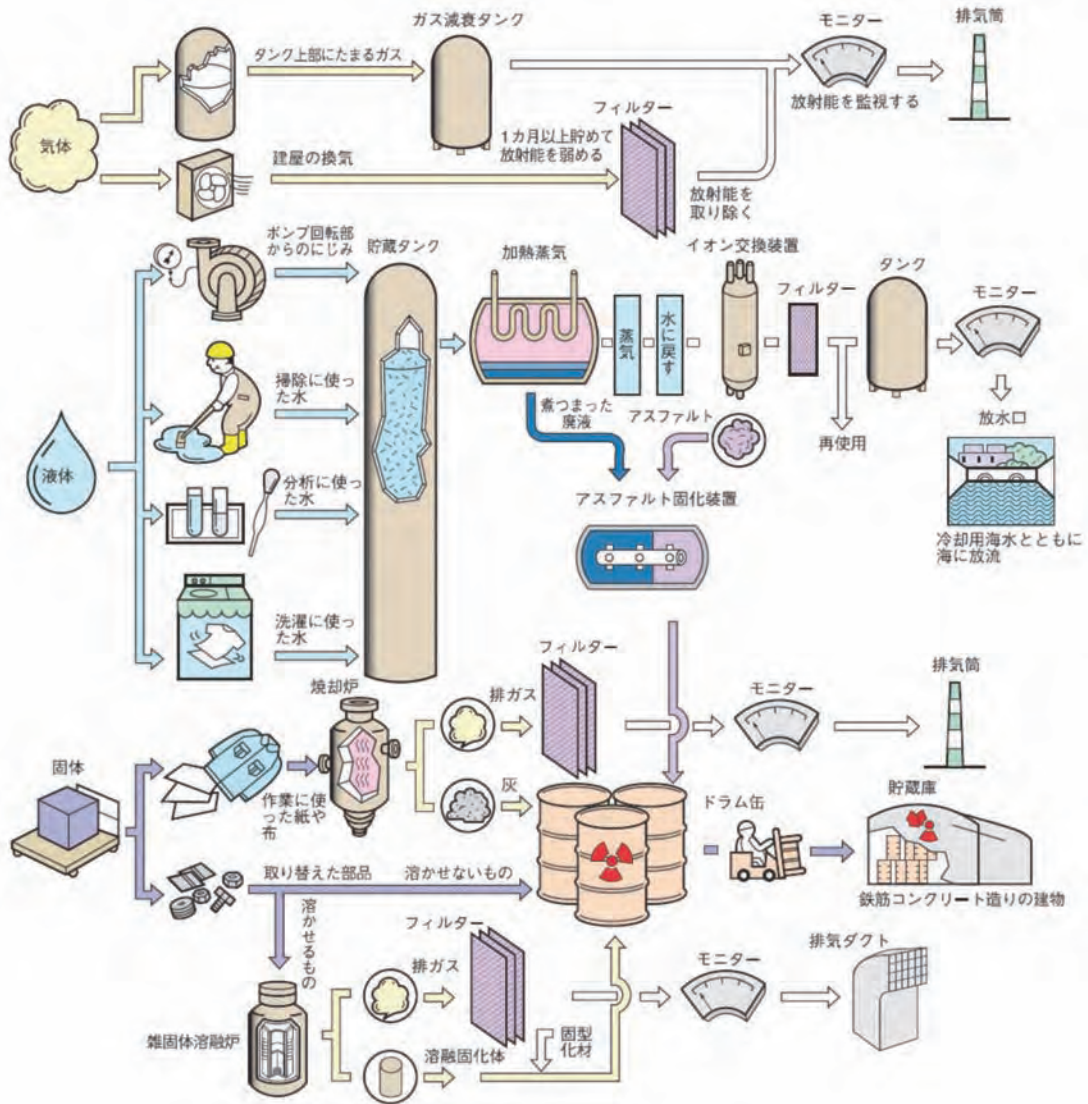 ガス減衰タンク
モニター
排気筒
タンク上部にたまるガス
放射能を監視する
フィルター
気体
1カ月以上貯めて
放射能を弱める
建屋の換気
放射能を
取り除く
ポンプ回転部
からのにじみ
貯蔵タンク
加熱蒸気
イオン交換装置
フィルター
タンク
モニター
蒸気
水に戻す
掃除に使っ
た水
煮つまった
廃液
アスファルト
再使用
放水口
液体
分析に使っ
た水
アスファルト固化装置
冷却用海水とともに
海に放流
洗濯に使っ
た水
焼却炉
排ガス
フィルター
モニター
排気筒
固体
作業に使
った紙や
布
灰
ドラム缶
貯蔵庫
取り替えた部品
溶かせないもの
鉄筋コンクリート造りの建物
溶かせるもの
フィルター
排ガス
モニター
排気ダクト
雑固体溶融炉
溶融固化体
固型
化材